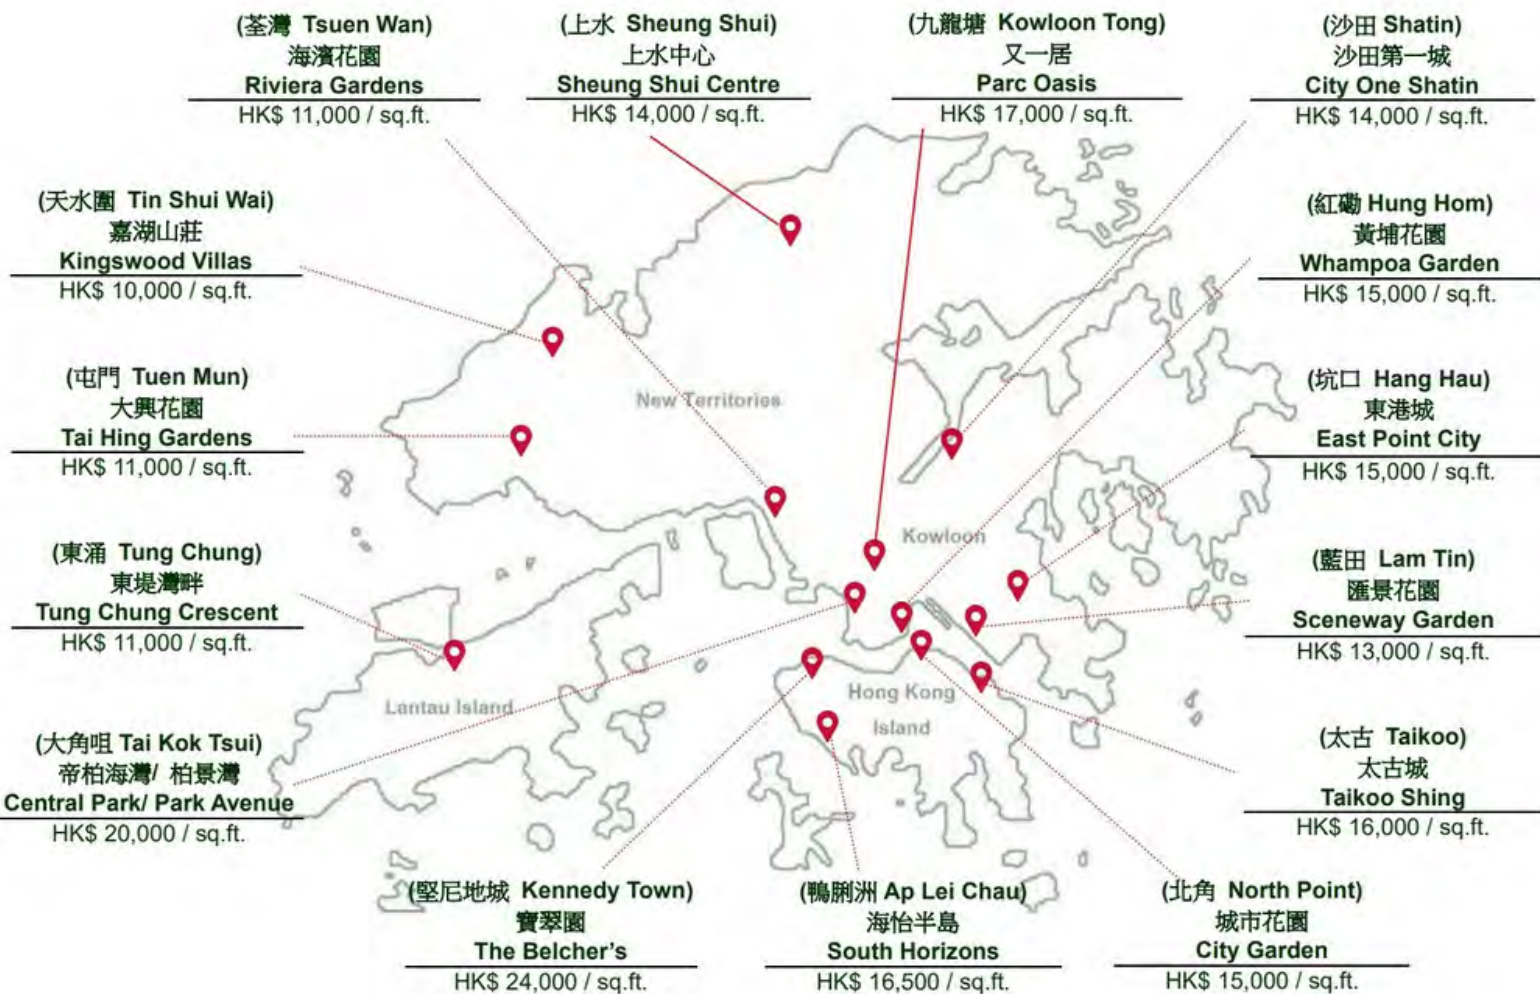 (荃灣 Tsuen Wan)
海濱花園
Riviera Gardens
HK$ 11,000 / sq.ft.
(上水 Sheung Shui)
上水中心
Sheung Shui Centre
HK$ 14,000 / sq.ft.
(九龍塘 Kowloon Tong)
又一居
Parc Oasis
HK$ 17,000 / sq.ft.
(沙田 Shatin)
沙田第一城
City One Shatin
HK$ 14,000 / sq.ft.
(天水圍 Tin Shui Wai)
嘉湖山莊
Kingswood Villas
HK$ 10,000 / sq.ft.
(紅磡 Hung Hom)
黃埔花園
Whampoa Garden
HK$ 15,000 / sq.ft.
(屯門 Tuen Mun)
大興花園
Tai Hing Gardens
HK$ 11,000 / sq.ft.
New Territories
(坑口 Hang Hau)
東港城
East Point City
HK$ 15,000 / sq.ft.
Kowloon
(東涌 Tung Chung)
東堤灣畔
Tung Chung Crescent
HK$ 11,000 / sq.ft.
(藍田 Lam Tin)
匯景花園
Sceneway Garden
HK$ 13,000 / sq.ft.
Lantau Island
Hong Kong
Island
(大角咀 Tai Kok Tsui)
帝柏海灣/ 柏景灣
Central Park/ Park Avenue
HK$ 20,000 / sq.ft.
(太古 Taikoo)
太古城
Taikoo Shing
HK$ 16,000 / sq.ft.
(堅尼地城 Kennedy Town)
寶翠園
The Belcher's
HK$ 24,000 / sq.ft.
(鴨脷洲 Ap Lei Chau)
海怡半島
South Horizons
HK$ 16,500 / sq.ft.
(北角 North Point)
城市花園
City Garden
HK$ 15,000 / sq.ft.